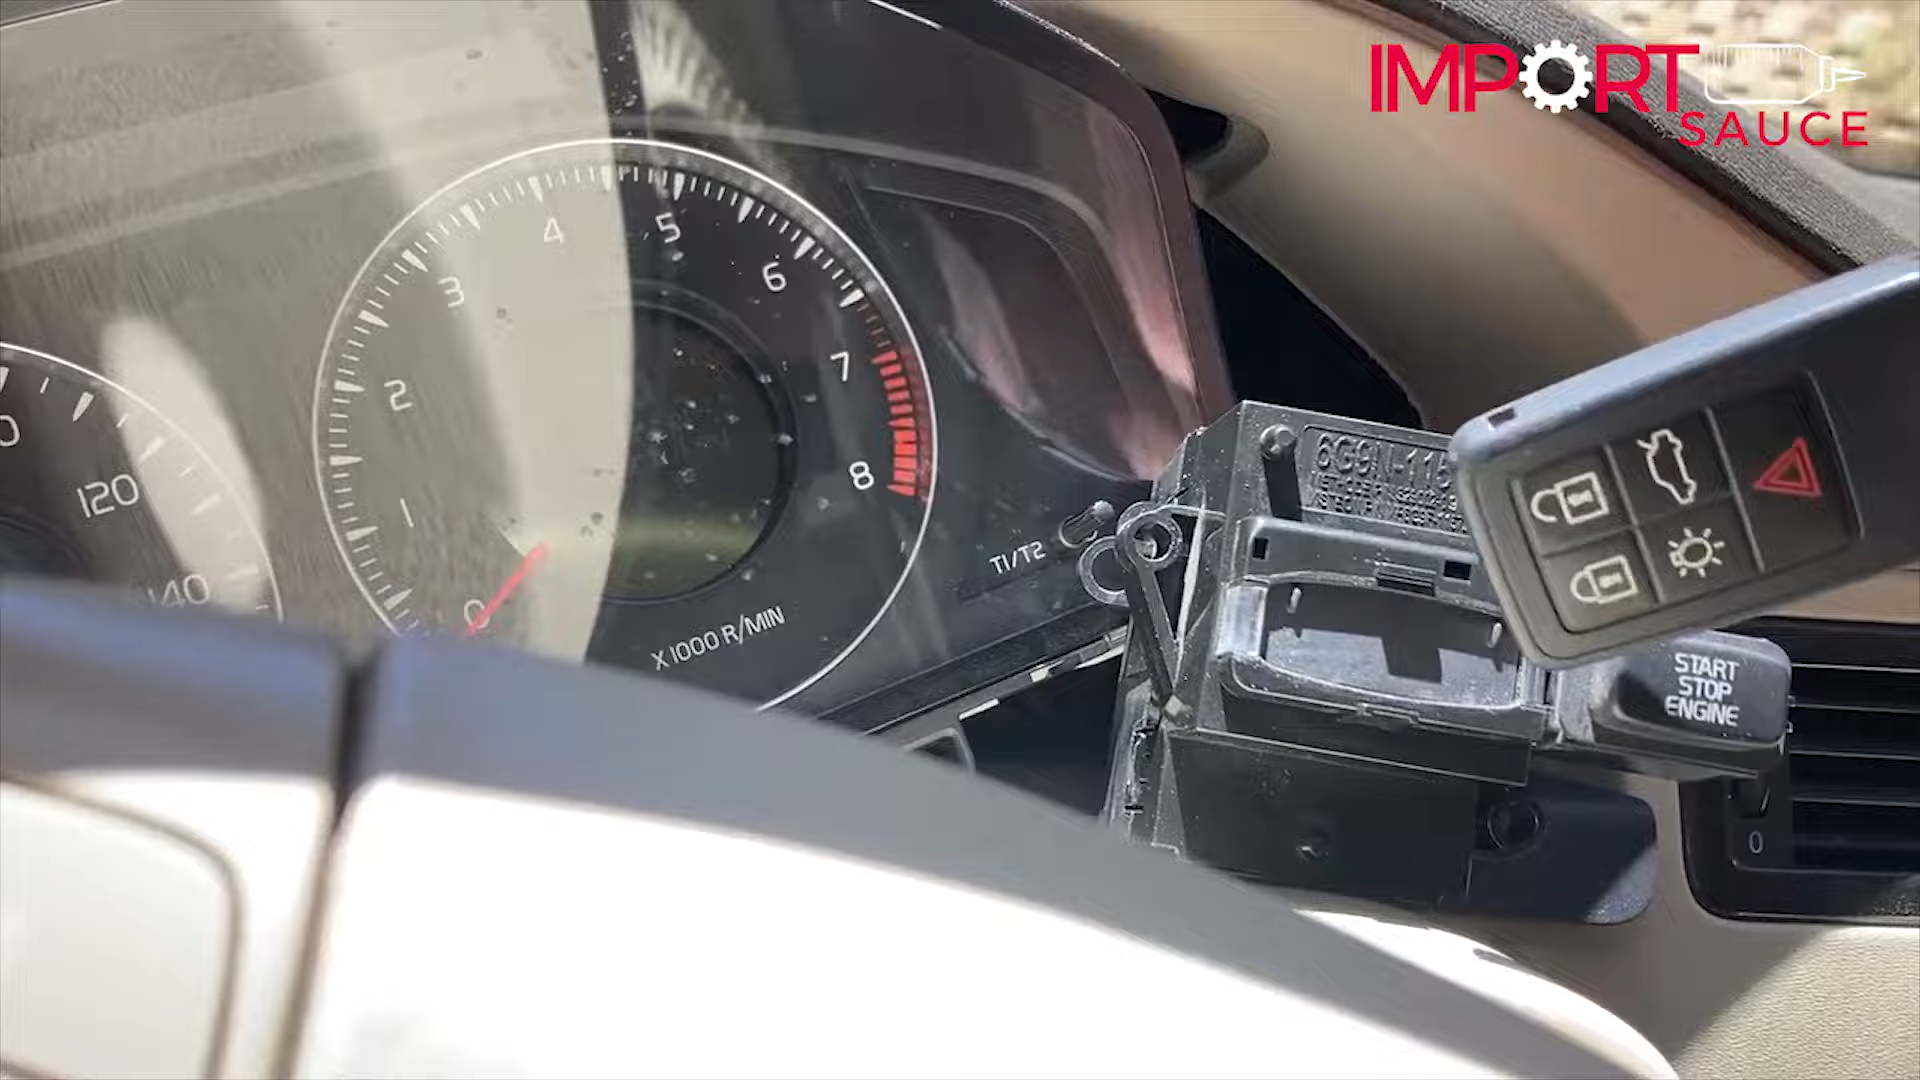 IMPORT
SAUCE
0
1
2
3
4
5
6
7
8
X 1000 R/MIN
T1/T2
120
140
6G9N-115
START
STOP
ENGINE
0